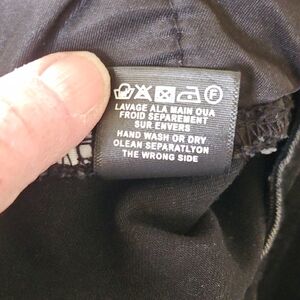 F
LAVAGE ALA MAIN OUA
FROID SEPAREMENT
SUR ENVERS
HAND WASH OR DRY
OLEAN SEPARATLYON
THE WRONG SIDE